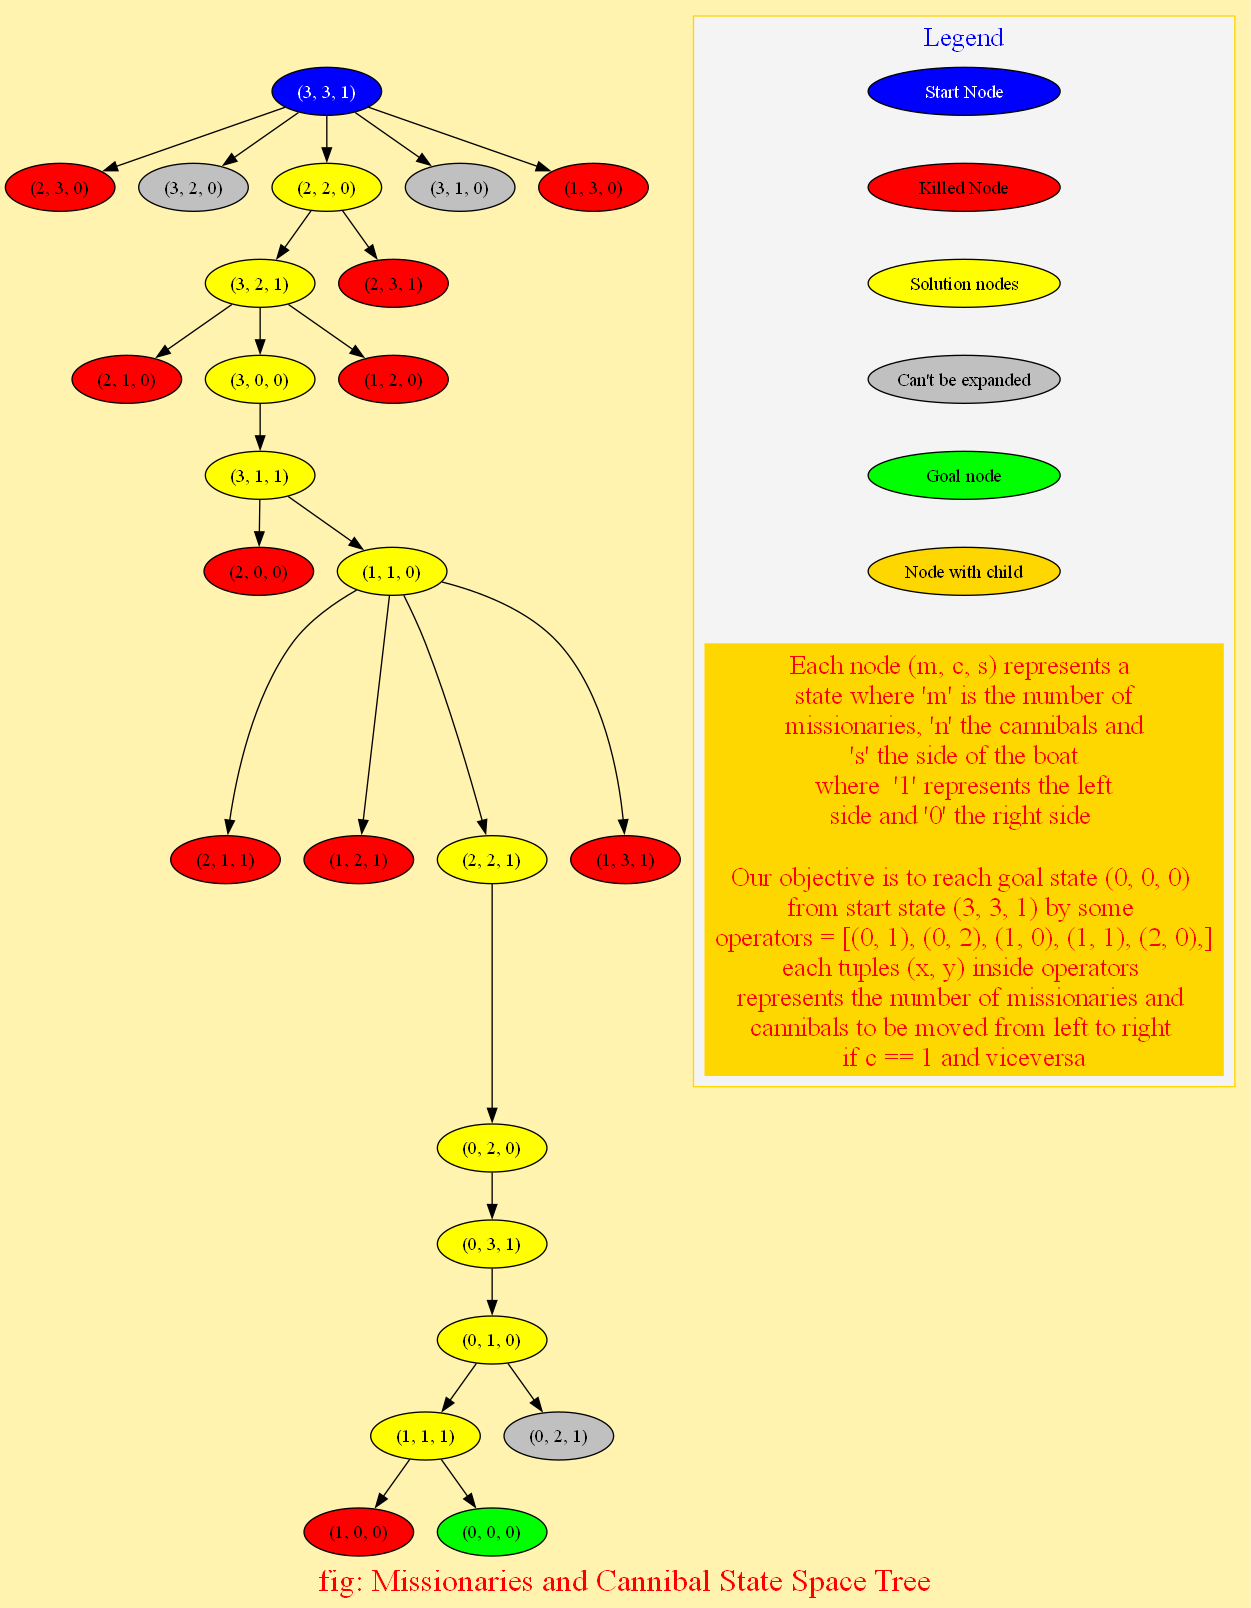 (3, 3, 1)
(2, 3, 0)
(3, 2, 0)
(2, 2, 0)
(3, 1, 0)
(1, 3, 0)
(3, 2, 1)
(2, 3, 1)
(2, 1, 0)
(3, 0, 0)
(1, 2, 0)
(3, 1, 1)
(2, 0, 0)
(1, 1, 0)
(2, 1, 1)
(1, 2, 1)
(2, 2, 1)
(1, 3, 1)
(0, 2, 0)
(0, 3, 1)
(0, 1, 0)
(1, 1, 1)
(0, 2, 1)
(1, 0, 0)
(0, 0, 0)
Legend
Start Node
Killed Node
Solution nodes
Can't be expanded
Goal node
Node with child
Each node (m, c, s) represents a
state where 'm' is the number of
missionaries, 'n' the cannibals and
's' the side of the boat
where '1' represents the left
side and '0' the right side
Our objective is to reach goal state (0, 0, 0)
from start state (3, 3, 1) by some
operators = [(0, 1), (0, 2), (1, 0), (1, 1), (2, 0),]
each tuples (x, y) inside operators
represents the number of missionaries and
cannibals to be moved from left to right
if c == 1 and viceversa
fig: Missionaries and Cannibal State Space Tree